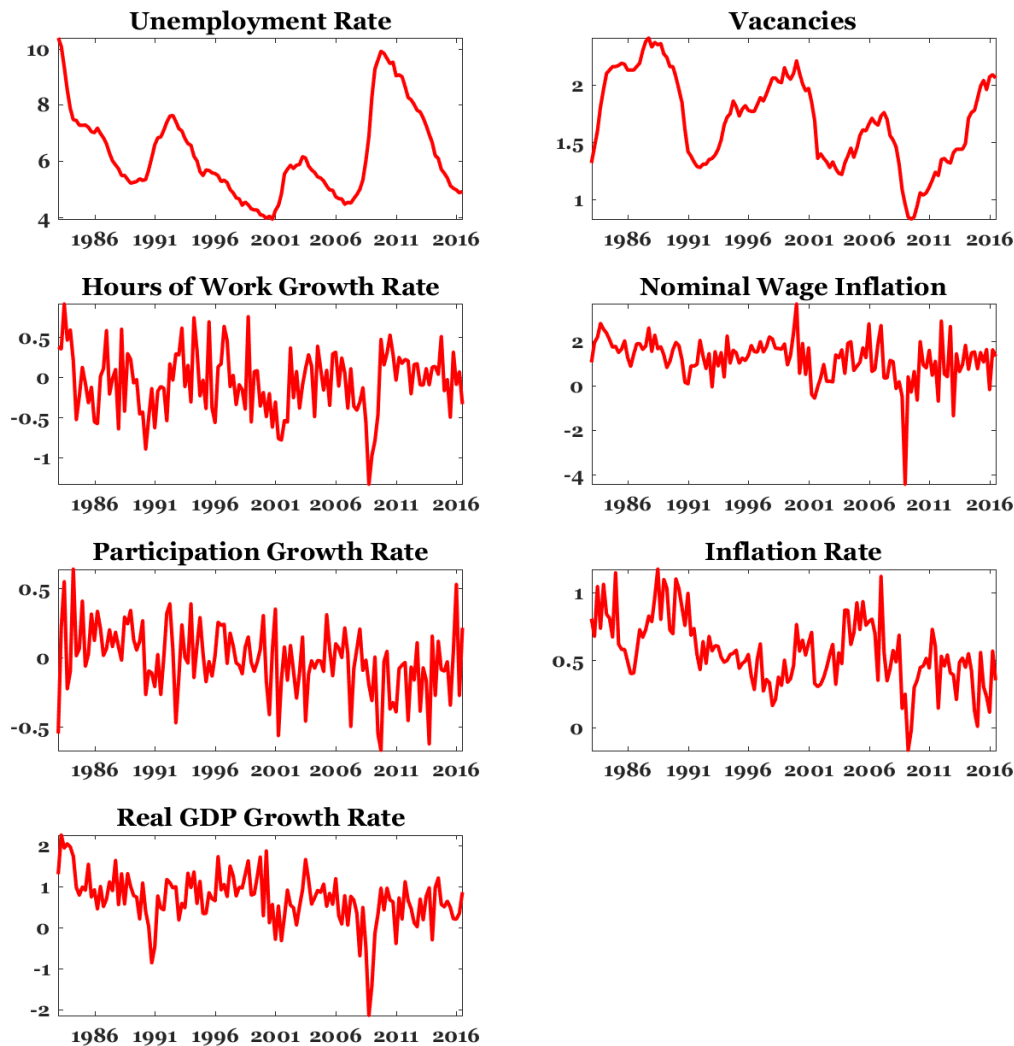 Unemployment Rate
10
8
6
4
1986 1991 1996 2001 2006 2011 2016
Vacancies
2
1.5
1
1986 1991 1996 2001 2006 2011 2016
Hours of Work Growth Rate
0.5
0
-0.5
-1
1986 1991 1996 2001 2006 2011 2016
Nominal Wage Inflation
2
0
-2
-4
1986 1991 1996 2001 2006 2011 2016
Participation Growth Rate
0.5
0
-0.5
1986 1991 1996 2001 2006 2011 2016
Inflation Rate
1
0.5
0
1986 1991 1996 2001 2006 2011 2016
Real GDP Growth Rate
2
1
0
-1
-2
1986 1991 1996 2001 2006 2011 2016